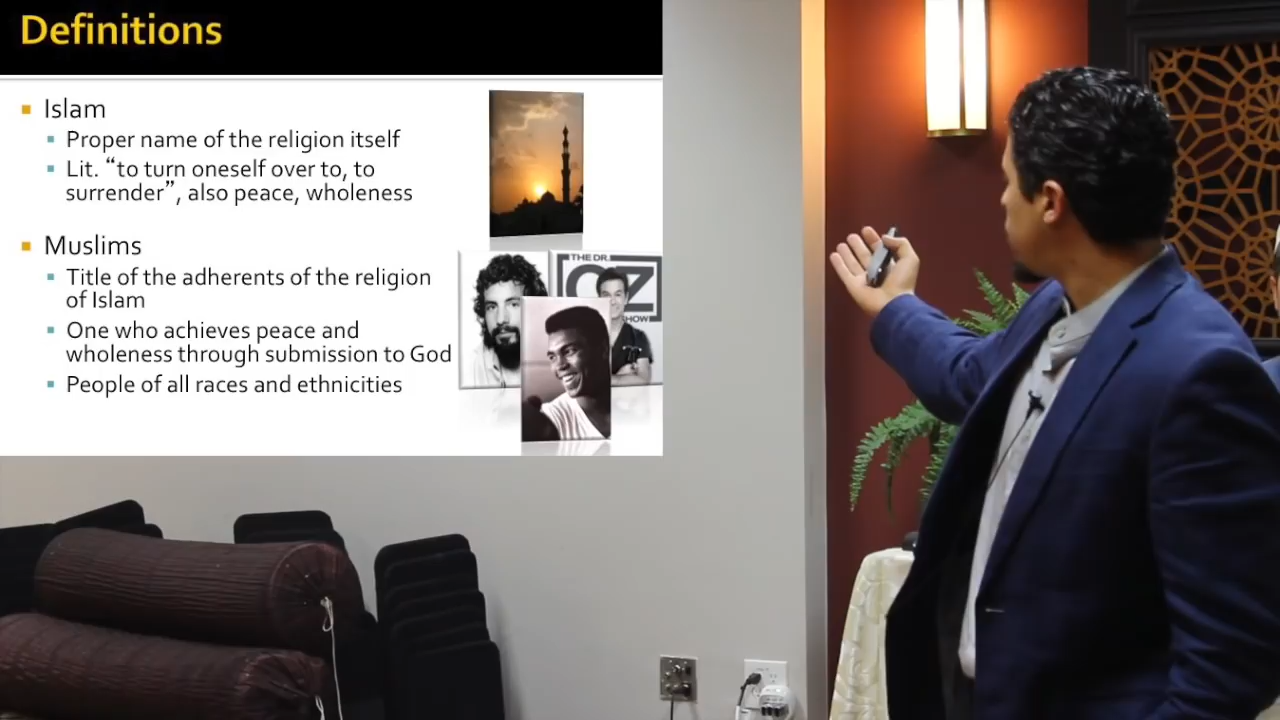 Definitions
Islam
Proper name of the religion itself
Lit. “to turn oneself over to, to
surrender”, also peace, wholeness
Muslims
Title of the adherents of the religion
of Islam
One who achieves peace and
wholeness through submission to God
People of all races and ethnicities
THE DR.
OZ
SHOW